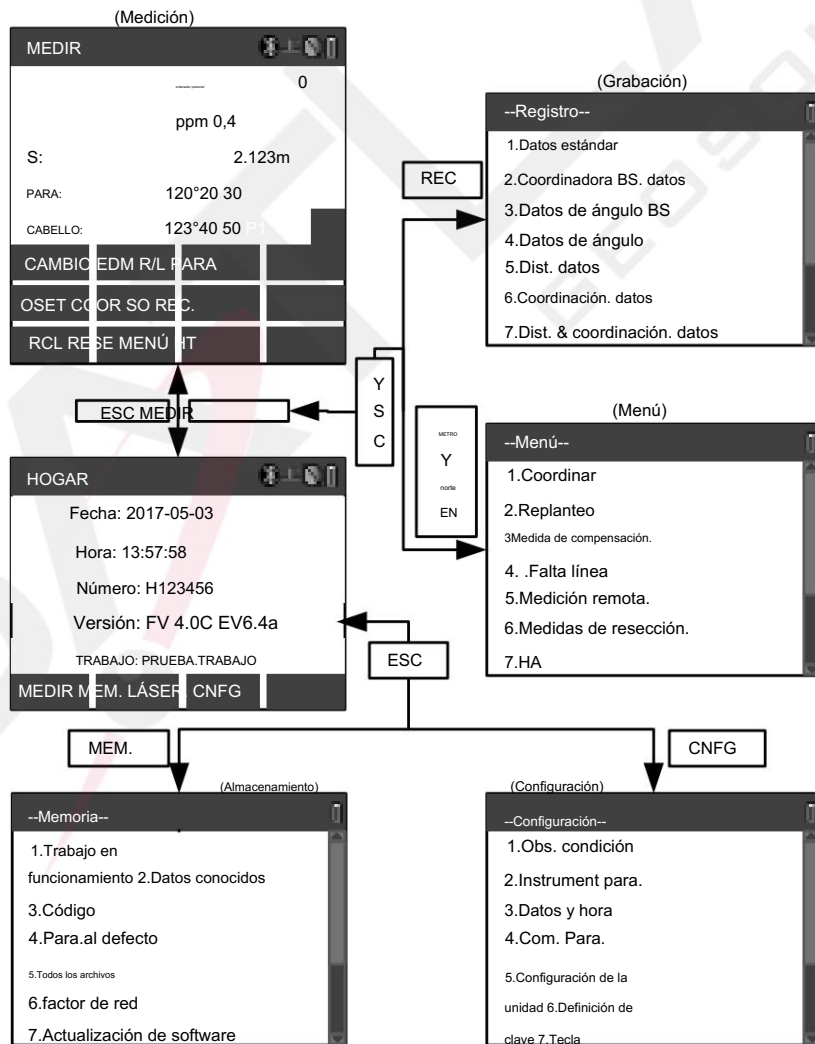 (Medición)
MEDIR
0
ordenador personal
ppm 0,4
S: 2.123m
PARA: 120°20 30
CABELLO: 123°40 50 P1
CAMBIO EDM R/L PARA
OSET COOR SO REC.
RCL RESE MENÚ HT
ESC MEDIR
Y
S
C
HOGAR
Fecha: 2017-05-03
Hora: 13:57:58
Número: H123456
Versión: FV 4.0C EV6.4a
TRABAJO: PRUEBA.TRABAJO
MEDIR MEM. LÁSER. CNFG
(Grabación)
--Registro--
1.Datos estándar
2.Coordinadora BS. datos
3.Datos de ángulo BS
4.Datos de ángulo
5.Dist. datos
6.Coordinación. datos
7.Dist. & coordinación. datos
REC
METRO
Y
norte
EN
(Menú)
--Menú--
1.Coordinar
2.Replanteo
3Medida de compensación.
4. .Falta línea
5.Medición remota.
6.Medidas de resección.
7.HA
ESC
MEM.
CNFG
(Almacenamiento)
--Memoria--
1.Trabajo en
funcionamiento 2.Datos conocidos
3.Código
4.Para.al defecto
5.Todos los archivos
6.factor de red
7.Actualización de software
(Configuración)
--Configuración--
1.Obs. condición
2.Instrument para.
3.Datos y hora
4.Com. Para.
5.Configuración de la
unidad 6.Definición de
clave 7.Tecla